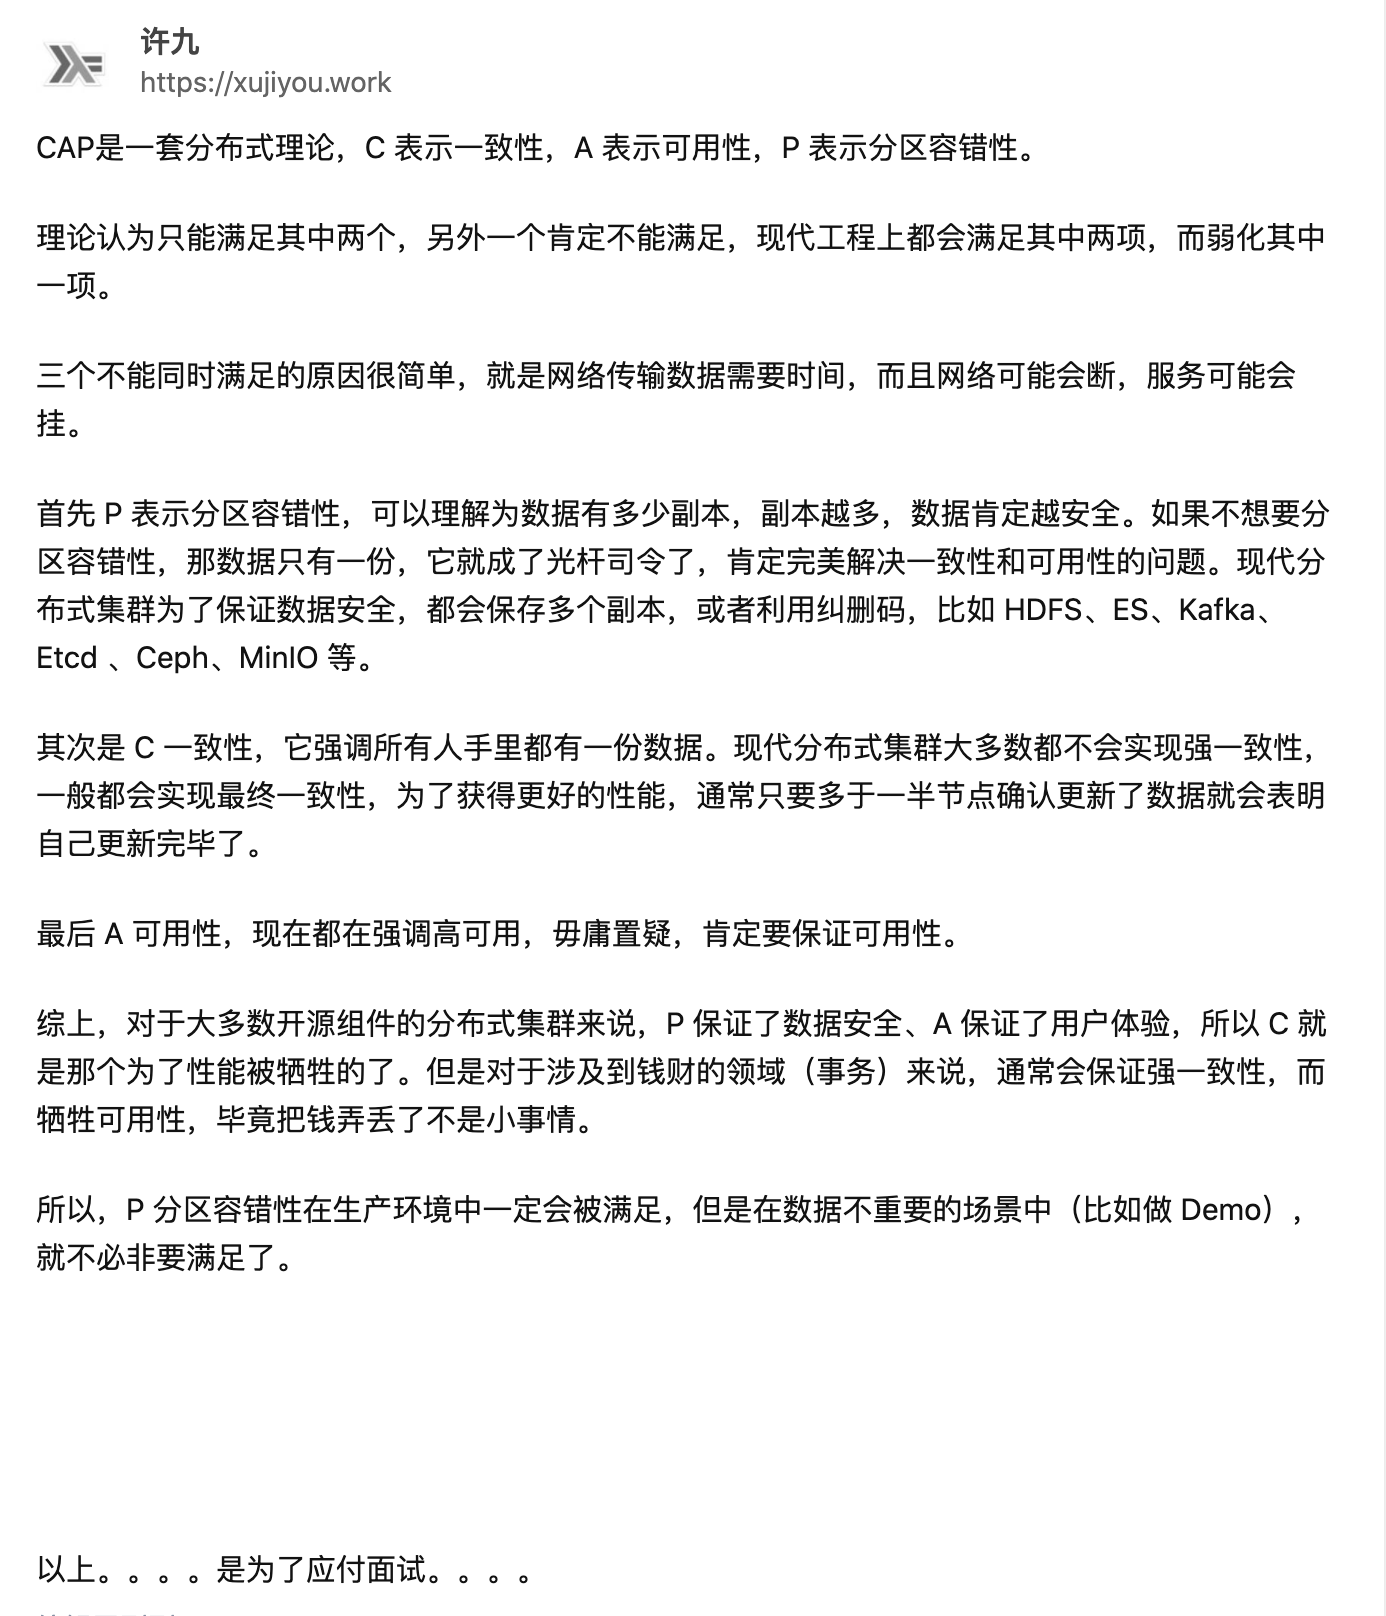 许九
https://xujiyou.work
CAP是一套分布式理论，C 表示一致性，A 表示可用性，P 表示分区容错性。
理论认为只能满足其中两个，另外一个肯定不能满足，现代工程上都会满足其中两项，而弱化其中
一项。
三个不能同时满足的原因很简单，就是网络传输数据需要时间，而且网络可能会断，服务可能会
挂。
首先 P 表示分区容错性，可以理解为数据有多少副本，副本越多，数据肯定越安全。如果不想要分
区容错性，那数据只有一份，它就成了光杆司令了，肯定完美解决一致性和可用性的问题。现代分
布式集群为了保证数据安全，都会保存多个副本，或者利用纠删码，比如 HDFS、ES、Kafka、
Etcd 、Ceph、MinIO 等。
其次是 C 一致性，它强调所有人手里都有一份数据。现代分布式集群大多数都不会实现强一致性，
一般都会实现最终一致性，为了获得更好的性能，通常只要多于一半节点确认更新了数据就会表明
自己更新完毕了。
最后 A 可用性，现在都在强调高可用，毋庸置疑，肯定要保证可用性。
综上，对于大多数开源组件的分布式集群来说，P 保证了数据安全、A 保证了用户体验，所以 C 就
是那个为了性能被牺牲的了。但是对于涉及到钱财的领域（事务）来说，通常会保证强一致性，而
牺牲可用性，毕竟把钱弄丢了不是小事情。
所以，P 分区容错性在生产环境中一定会被满足，但是在数据不重要的场景中（比如做 Demo），
就不必非要满足了。
以上。。。。是为了应付面试。。。。